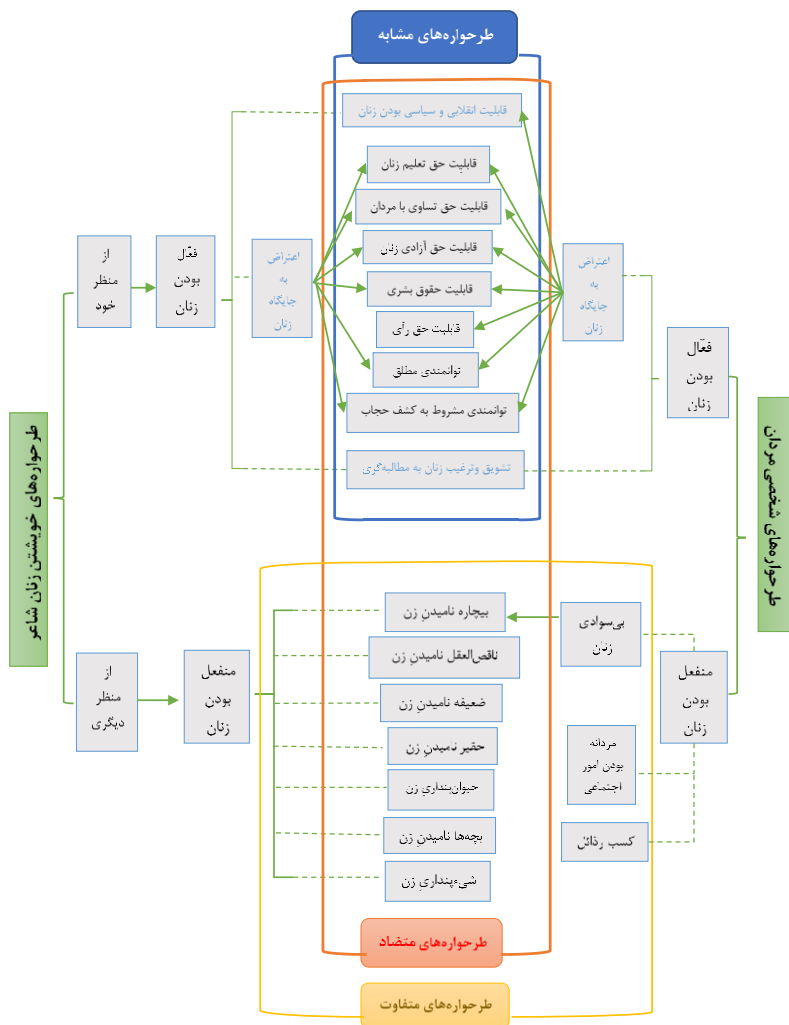 طرحواره‌های مشابه
قابلیت انقلابی و سیاسی بودن زنان
قابلیت حق تعلیم زنان
قابلیت حق تساوی با مردان
قابلیت حق آزادی زنان
قابلیت حقوق بشری
قابلیت حق رأی
توانمندی مطلق
توانمندی مشروط به کشف حجاب
تشویق وترغیب زنان به مطالبه‌گری
اعتراض
به
جایگاه
زنان
فعّال
بودن
زنان
طرحواره‌های شخصی مردان
منفعل
بودن
زنان
بی‌سوادی
زنان
مردانه
بودن امور
اجتماعی
کسب رذائل
اعتراض
به
جایگاه
زنان
فعّال
بودن
زنان
از
منظر
خود
طرحواره‌های خویشتن زنان شاعر
از
منظر
دیگری
منفعل
بودن
زنان
بیچاره نامیدنِ زن
ناقص‌العقل نامیدنِ زن
ضعیفه نامیدنِ زن
حقیر نامیدنِ زن
حیوان‌پنداریِ زن
بچه‌ها نامیدنِ زن
شیءپنداریِ زن
طرحواره‌های متضاد
طرحواره‌های متفاوت